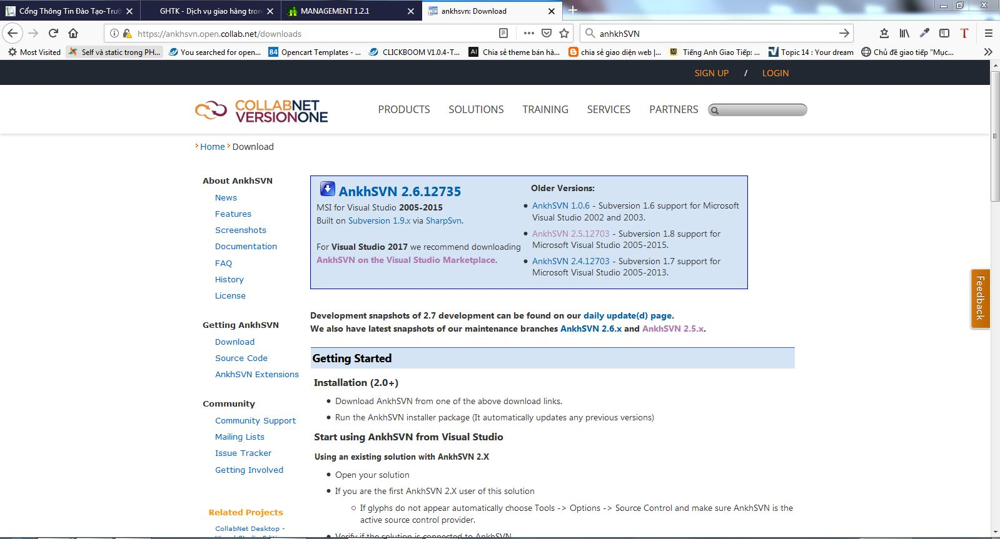 Cổng Thông Tin Đào Tạo-Trườ
GHTK - Dịch vụ giao hàng tron
MANAGEMENT 1.2.1
ankhsvn: Download
https://ankhsvn.open.collab.net/downloads
anhkhSVN
Most Visited
Self và static trong PH...
You searched for open...
84 Opencart Templates - ...
CLICKBOOM V1.0.4-T...
AI Chia sẻ theme bán hà...
chia sẻ giao diện web |...
Tiếng Anh Giao Tiếp: ...
Topic 14 : Your dream
Chủ đề giao tiếp "Mục...
SIGN UP / LOGIN
COLLABNET
VERSIONONE
PRODUCTS SOLUTIONS TRAINING SERVICES PARTNERS
Home Download
About AnkhSVN
News
Features
Screenshots
Documentation
FAQ
History
License
Getting AnkhSVN
Download
Source Code
AnkhSVN Extensions
Community
Community Support
Mailing Lists
Issue Tracker
Getting Involved
Related Projects
CollabNet Desktop -
Visual Studio Edition
AnkhSVN 2.6.12735
MSI for Visual Studio 2005-2015
Built on Subversion 1.9.x via SharpSvn.
For Visual Studio 2017 we recommend downloading
AnkhSVN on the Visual Studio Marketplace.
Older Versions:
AnkhSVN 1.0.6 - Subversion 1.6 support for Microsoft
Visual Studio 2002 and 2003.
AnkhSVN 2.5.12703 - Subversion 1.8 support for
Microsoft Visual Studio 2005-2015.
AnkhSVN 2.4.12703 - Subversion 1.7 support for
Microsoft Visual Studio 2005-2013.
Development snapshots of 2.7 development can be found on our daily update(d) page.
We also have latest snapshots of our maintenance branches AnkhSVN 2.6.x and AnkhSVN 2.5.x.
Getting Started
Installation (2.0+)
Download AnkhSVN from one of the above download links.
Run the AnkhSVN installer package (It automatically updates any previous versions)
Start using AnkhSVN from Visual Studio
Using an existing solution with AnkhSVN 2.X
Open your solution
If you are the first AnkhSVN 2.X user of this solution
If glyphs do not appear automatically choose Tools -> Options -> Source Control and make sure AnkhSVN is the
active source control provider.
Verify if the solution is connected to AnkhSVN
Feedback